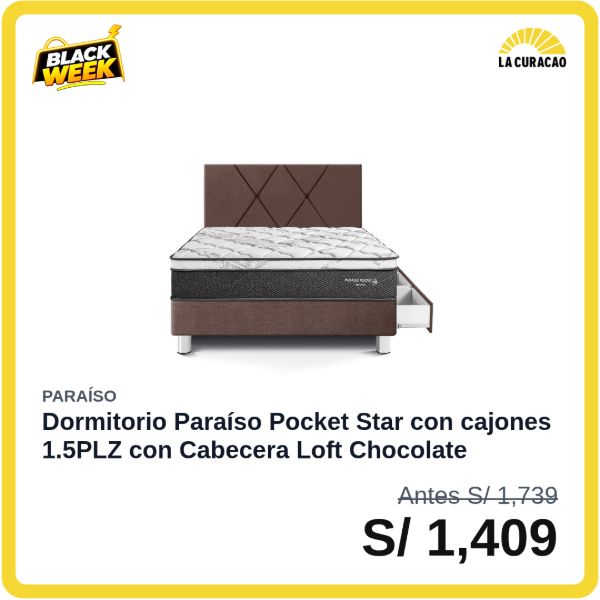 BLACK
WEEK
LA CURACAO
PARAÍSO
Dormitorio Paraíso Pocket Star con cajones
1.5PLZ con Cabecera Loft Chocolate
Antes S/ 1,739
S/ 1,409